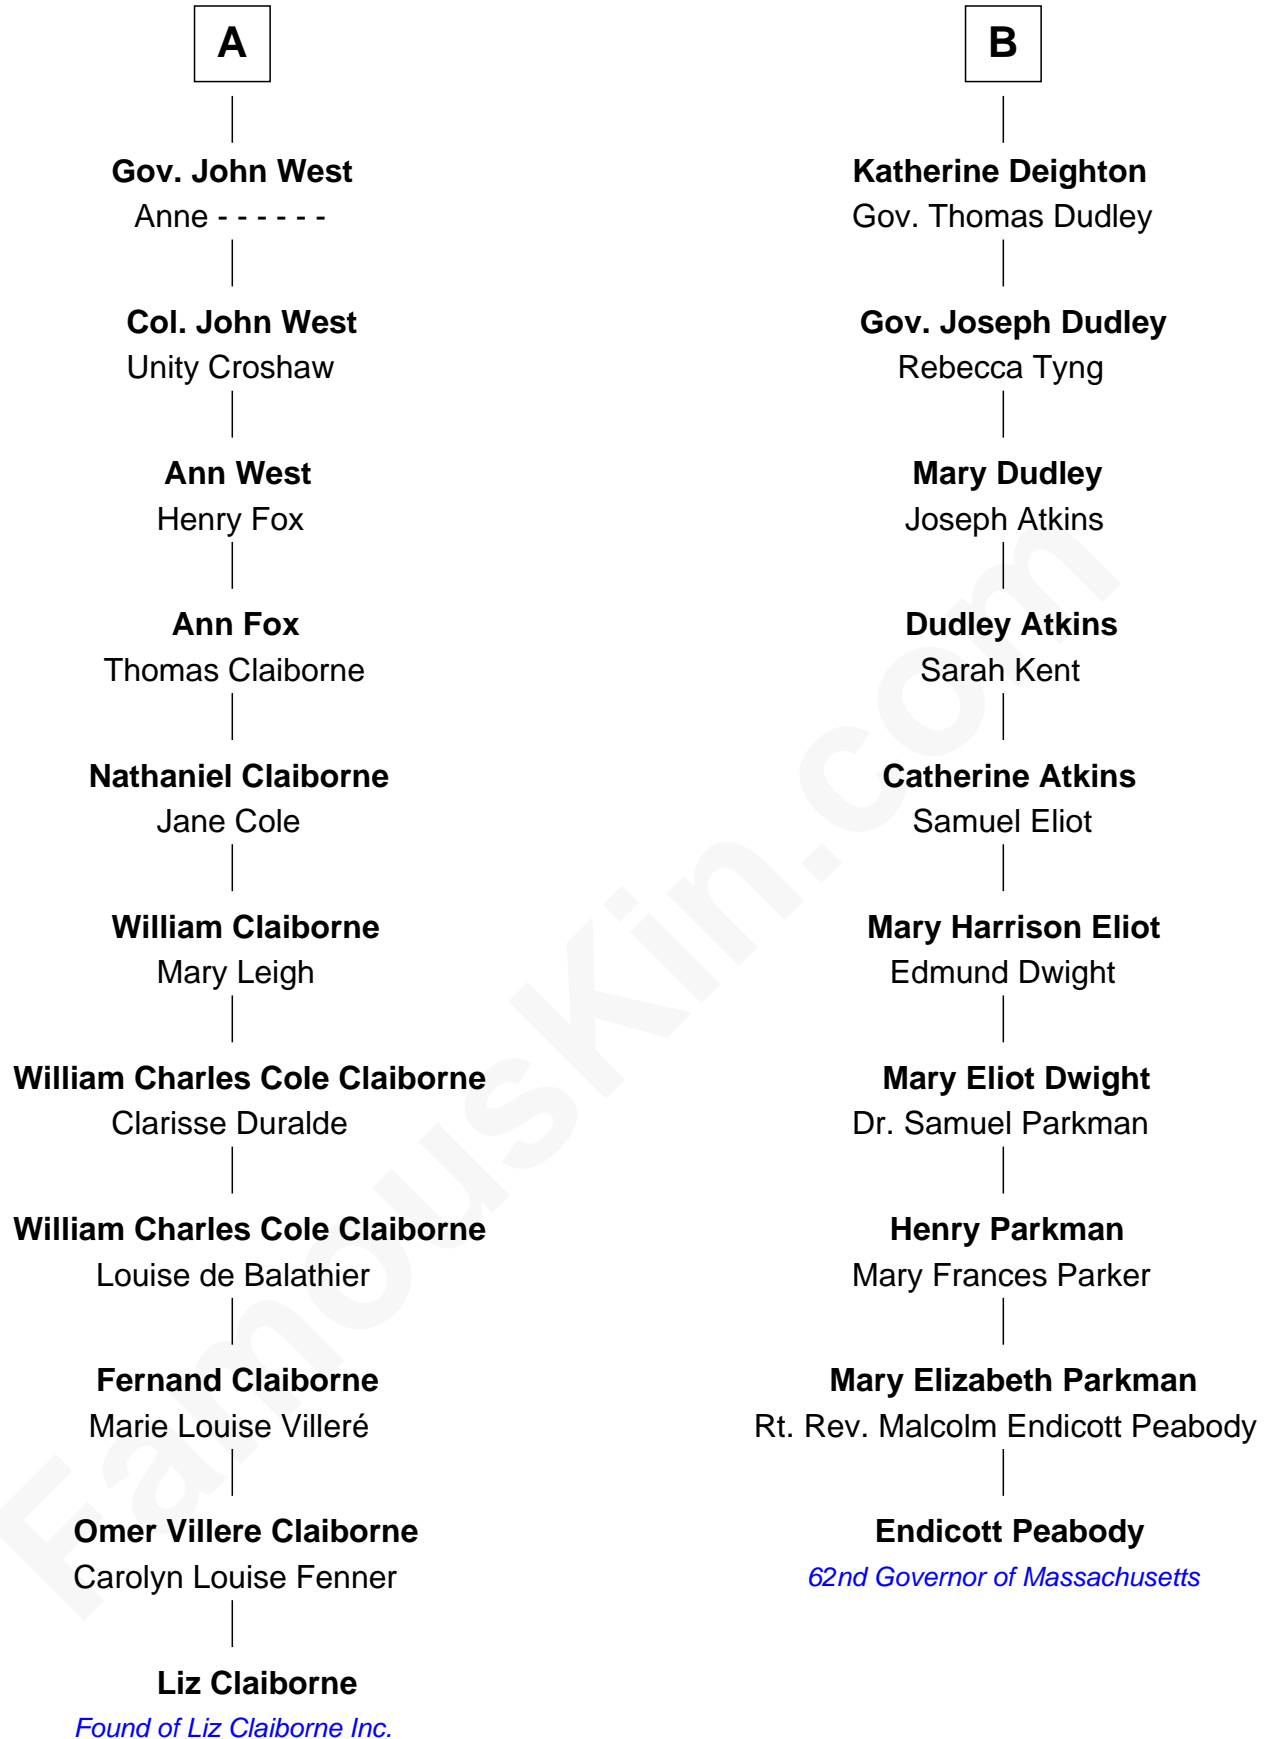 A
Gov. John West
Anne - - - - - -
Col. John West
Unity Croshaw
Ann West
Henry Fox
Ann Fox
Thomas Claiborne
Nathaniel Claiborne
Jane Cole
William Claiborne
Mary Leigh
William Charles Cole Claiborne
Clarisse Duralde
William Charles Cole Claiborne
Louise de Balathier
Fernand Claiborne
Marie Louise Villeré
Omer Villere Claiborne
Carolyn Louise Fenner
Liz Claiborne
Found of Liz Claiborne Inc.
B
Katherine Deighton
Gov. Thomas Dudley
Gov. Joseph Dudley
Rebecca Tyng
Mary Dudley
Joseph Atkins
Dudley Atkins
Sarah Kent
Catherine Atkins
Samuel Eliot
Mary Harrison Eliot
Edmund Dwight
Mary Eliot Dwight
Dr. Samuel Parkman
Henry Parkman
Mary Frances Parker
Mary Elizabeth Parkman
Rt. Rev. Malcolm Endicott Peabody
Endicott Peabody
62nd Governor of Massachusetts
FamousKin.com